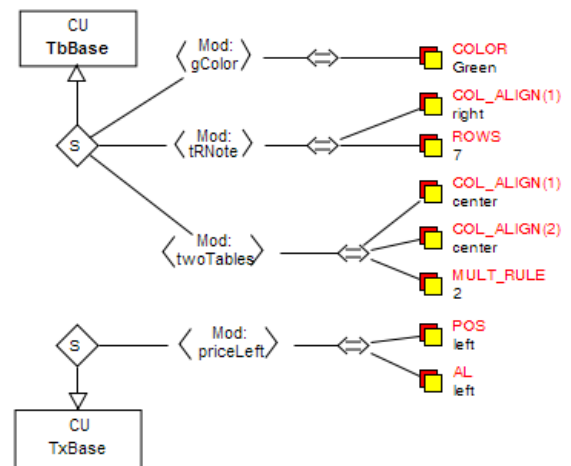 CU
TbBase
Mod:
gColor
COLOR
Green
S
Mod:
tRNote
COL_ALIGN(1)
right
ROWS
7
Mod:
twoTables
COL_ALIGN(1)
center
COL_ALIGN(2)
center
MULT_RULE
2
S
Mod:
priceLeft
POS
left
AL
left
CU
TxBase